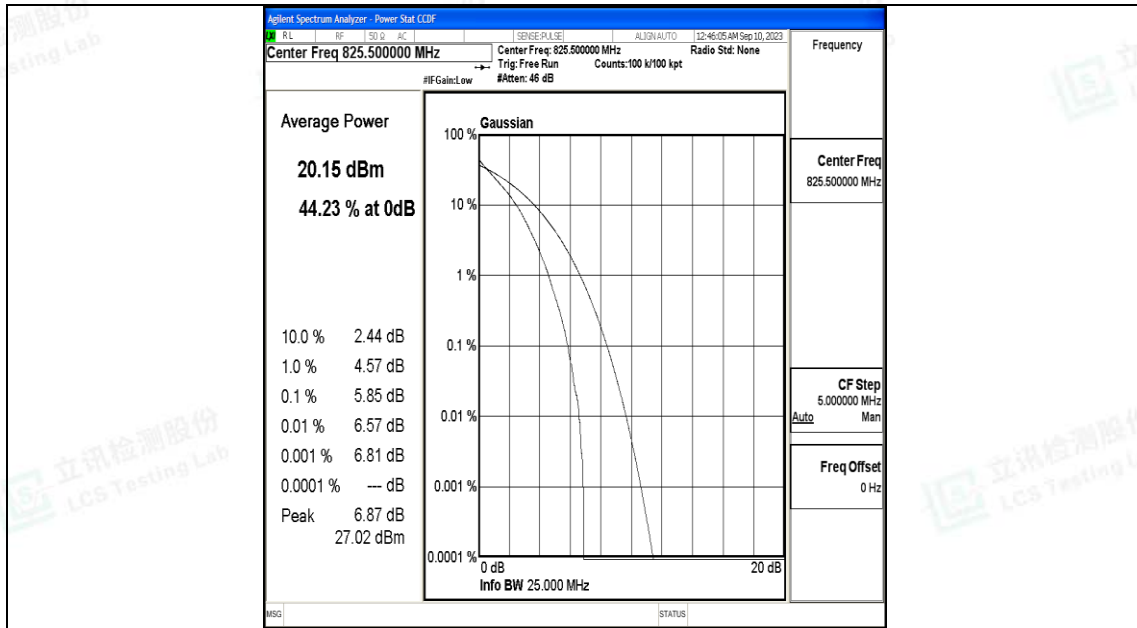 Agilent Spectrum Analyzer - Power Stat CCDF
RL RF 50 Ω AC SENSE:PULSE ALIGN AUTO 12:46:05 AM Sep 10, 2023
Center Freq 825.500000 MHz
Center Freq: 825.500000 MHz Radio Std: None
Trig: Free Run Counts:100 k/100 kpt
#IFGain:Low #Atten: 46 dB
Frequency
Average Power
20.15 dBm
44.23 % at 0dB
10.0 % 2.44 dB
1.0 % 4.57 dB
0.1 % 5.85 dB
0.01 % 6.57 dB
0.001 % 6.81 dB
0.0001 % --- dB
Peak 6.87 dB
27.02 dBm
Gaussian
100 %
10 %
1 %
0.1 %
0.01 %
0.001 %
0.0001 %
0 dB 20 dB
Info BW 25.000 MHz
Center Freq
825.500000 MHz
CF Step
5.000000 MHz
Auto Man
Freq Offset
0 Hz
MSG STATUS
立讯检测股份
LCS Testing Lab